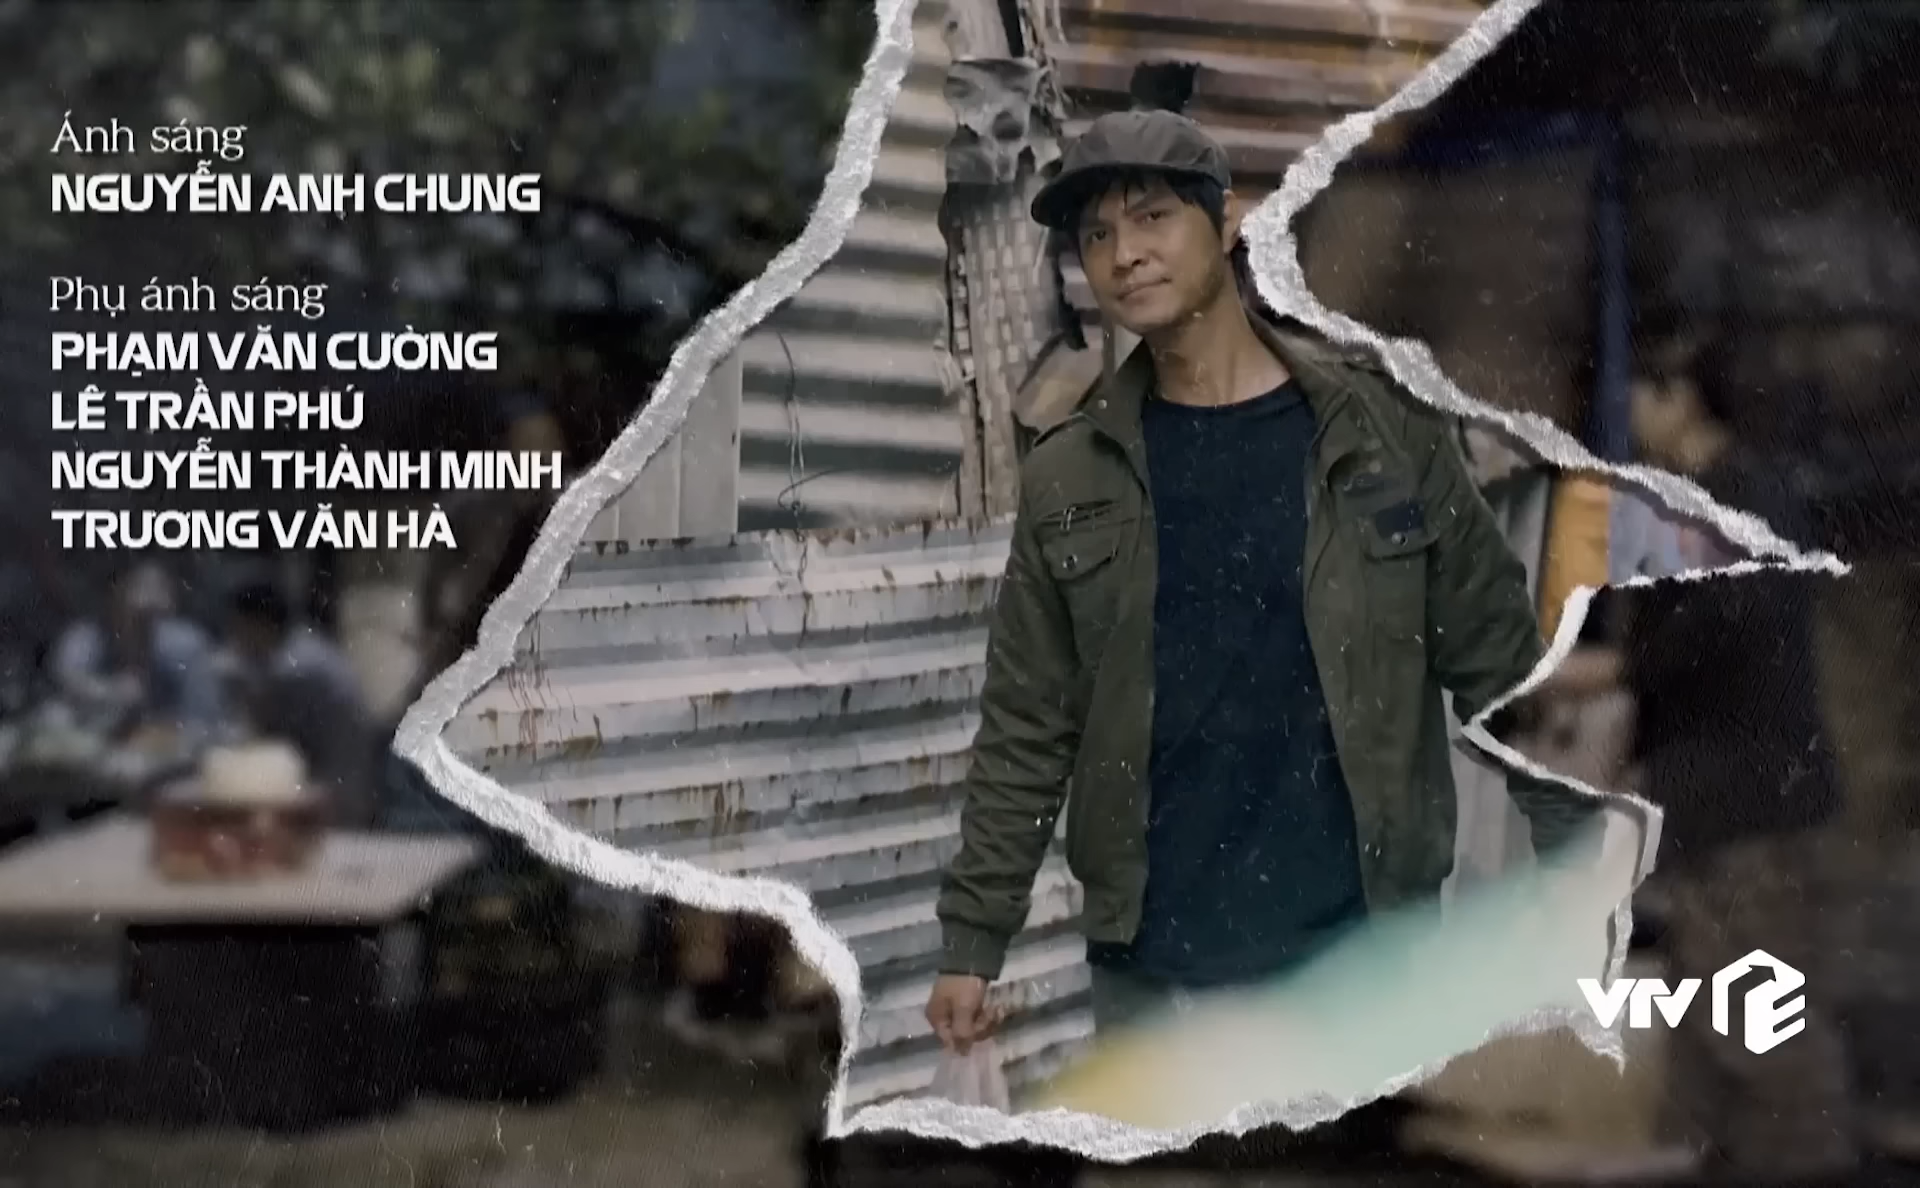 Ánh sáng
NGUYỄN ANH CHUNG
Phụ ánh sáng
PHẠM VĂN CƯỜNG
LÊ TRẦN PHÚ
NGUYỄN THÀNH MINH
TRƯƠNG VĂN HÀ
VTV